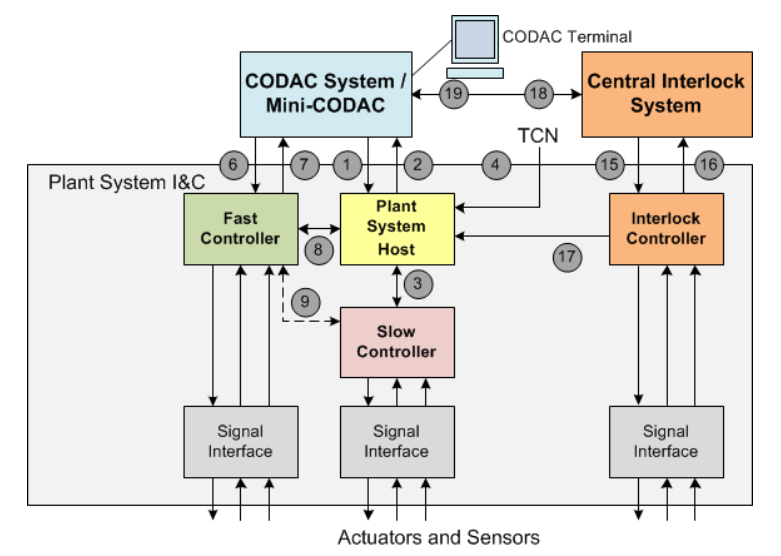 CODAC Terminal
CODAC System /
Mini-CODAC
19
18
Central Interlock
System
TCN
6
7
1
2
4
15
16
Plant System I&C
Fast
Controller
8
Plant
System
Host
17
Interlock
Controller
3
9
Slow
Controller
Signal
Interface
Signal
Interface
Signal
Interface
Actuators and Sensors